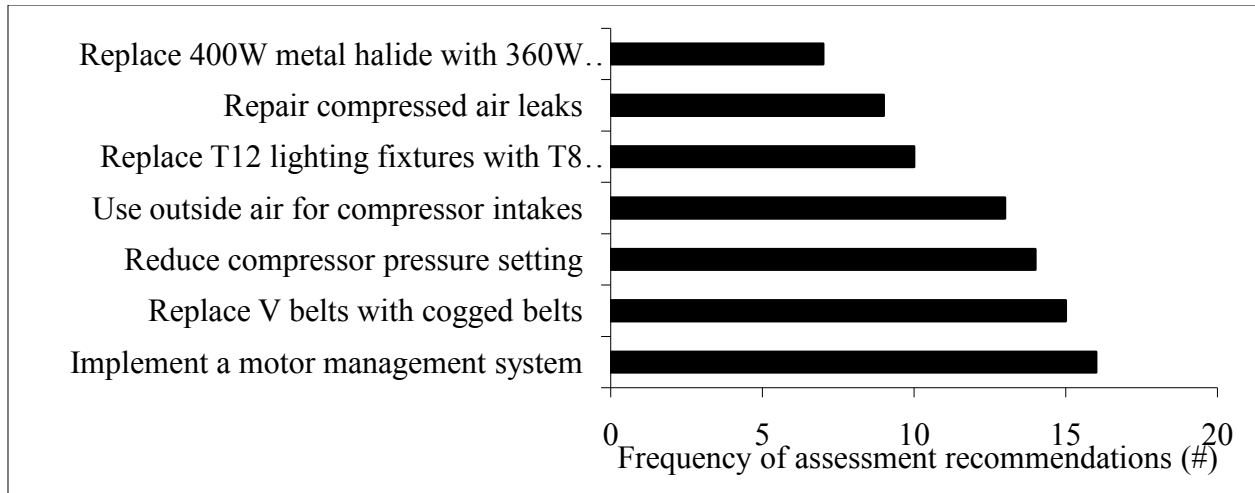 Replace 400W metal halide with 360W…
Repair compressed air leaks
Replace T12 lighting fixtures with T8…
Use outside air for compressor intakes
Reduce compressor pressure setting
Replace V belts with cogged belts
Implement a motor management system
0 5 10 15 20
Frequency of assessment recommendations (#)